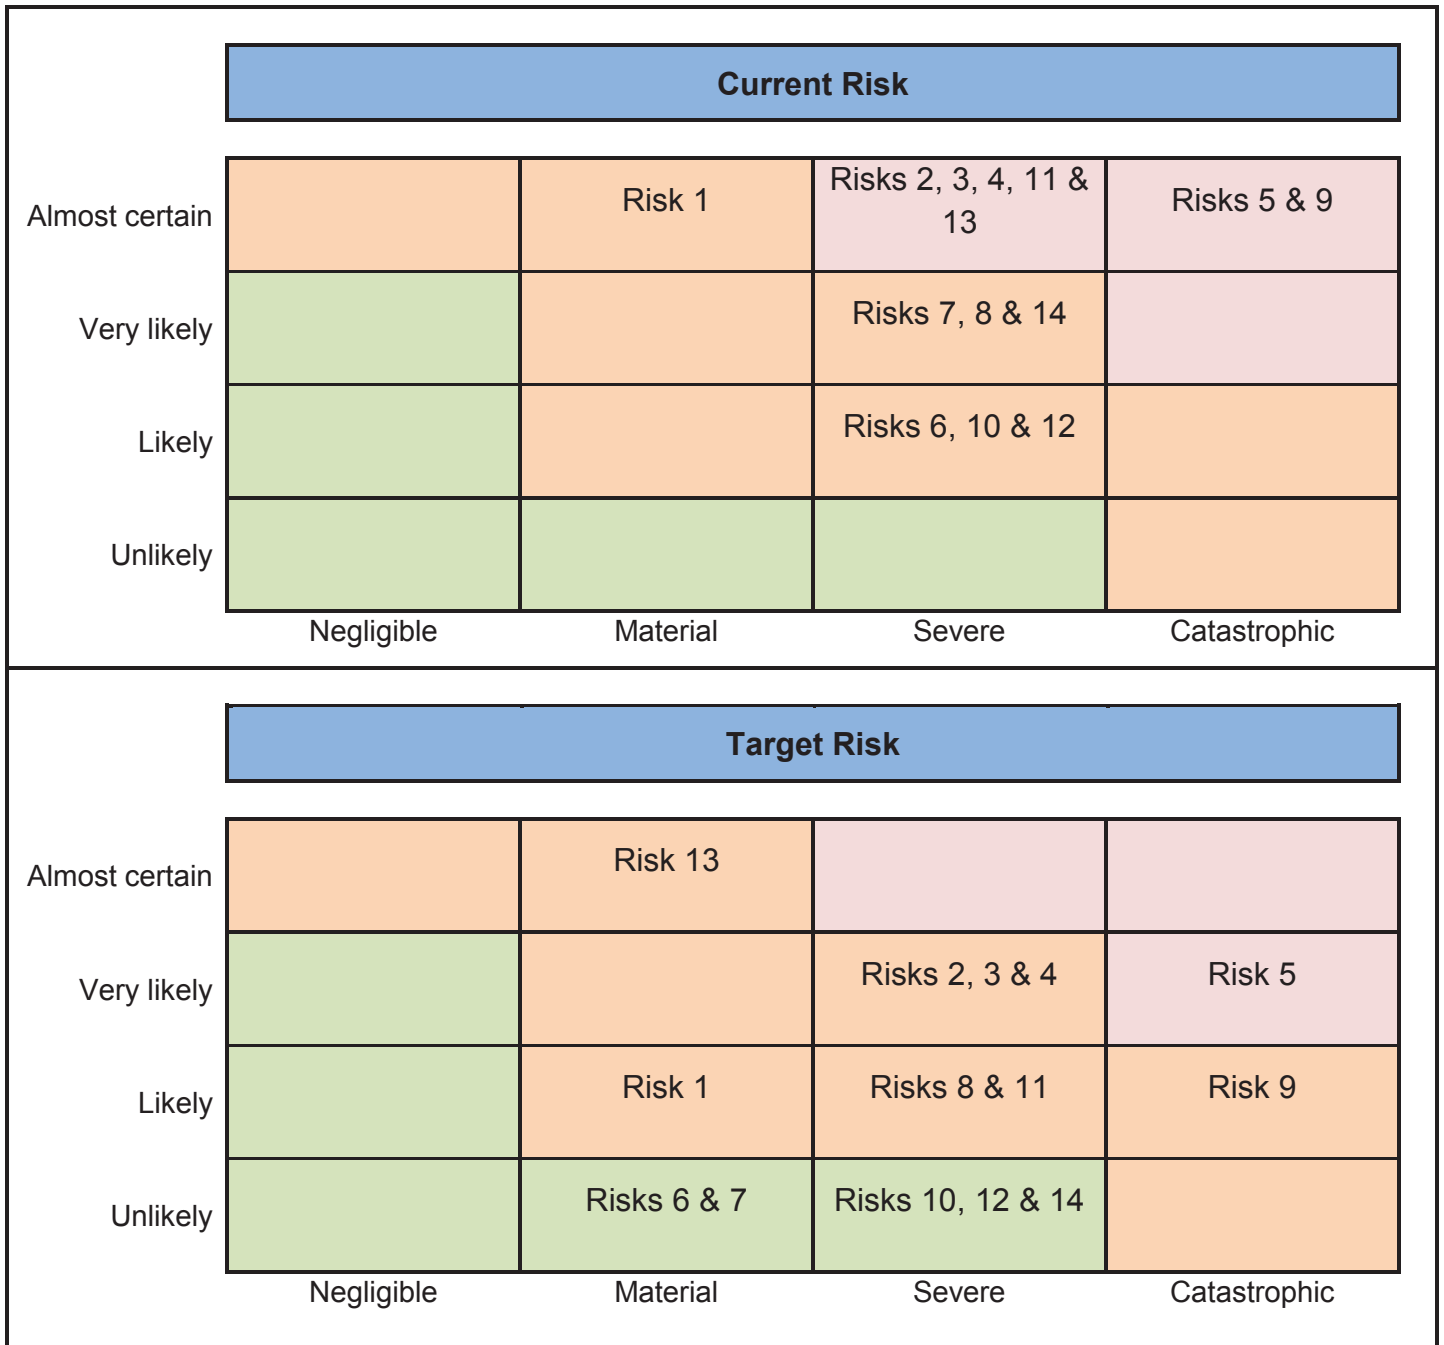 Current Risk
Almost certain
Risk 1
Risks 2, 3, 4, 11 &
13
Risks 5 & 9
Very likely
Risks 7, 8 & 14
Likely
Risks 6, 10 & 12
Unlikely
Negligible
Material
Severe
Catastrophic
Target Risk
Almost certain
Risk 13
Very likely
Risks 2, 3 & 4
Risk 5
Likely
Risk 1
Risks 8 & 11
Risk 9
Unlikely
Risks 6 & 7
Risks 10, 12 & 14
Negligible
Material
Severe
Catastrophic